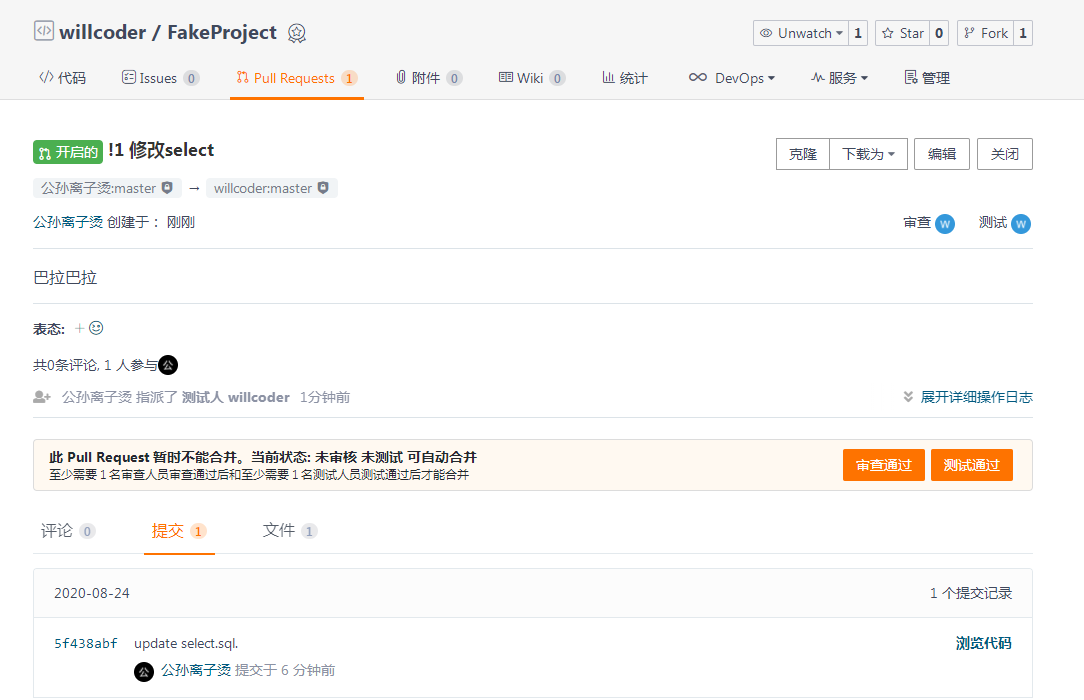 willcoder / FakeProject
Unwatch 1 Star 0 Fork 1
代码 Issues 0 Pull Requests 1 附件 0 Wiki 0 统计 DevOps 服务 管理
开启的 !1 修改select
克隆 下载为 编辑 关闭
公孙离子烫:master → willcoder:master
公孙离子烫 创建于： 刚刚
审查 W 测试 W
巴拉巴拉
表态: +
共0条评论, 1 人参与 公
公孙离子烫 指派了 测试人 willcoder 1分钟前
展开详细操作日志
此 Pull Request 暂时不能合并。当前状态: 未审核 未测试 可自动合并
至少需要 1 名审查人员审查通过后和至少需要 1 名测试人员测试通过后才能合并
审查通过 测试通过
评论 0 提交 1 文件 1
2020-08-24 1 个提交记录
5f438abf update select.sql. 浏览代码
公 公孙离子烫 提交于 6 分钟前